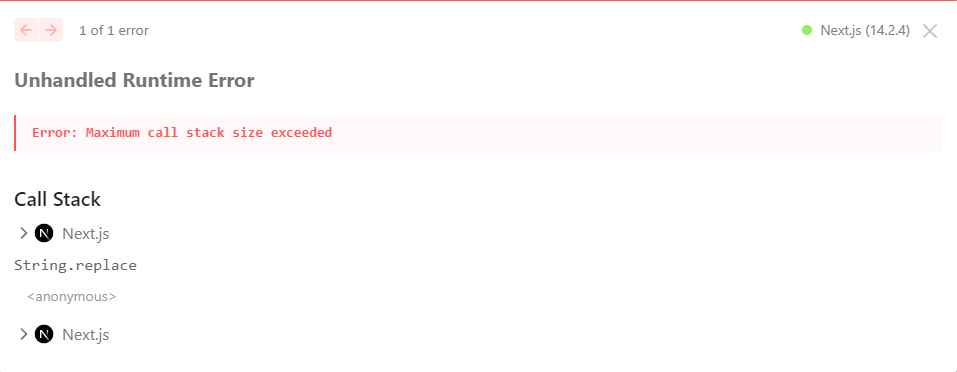 1 of 1 error
Next.js (14.2.4)
Unhandled Runtime Error
Error: Maximum call stack size exceeded
Call Stack
N Next.js
String.replace
<anonymous>
N Next.js